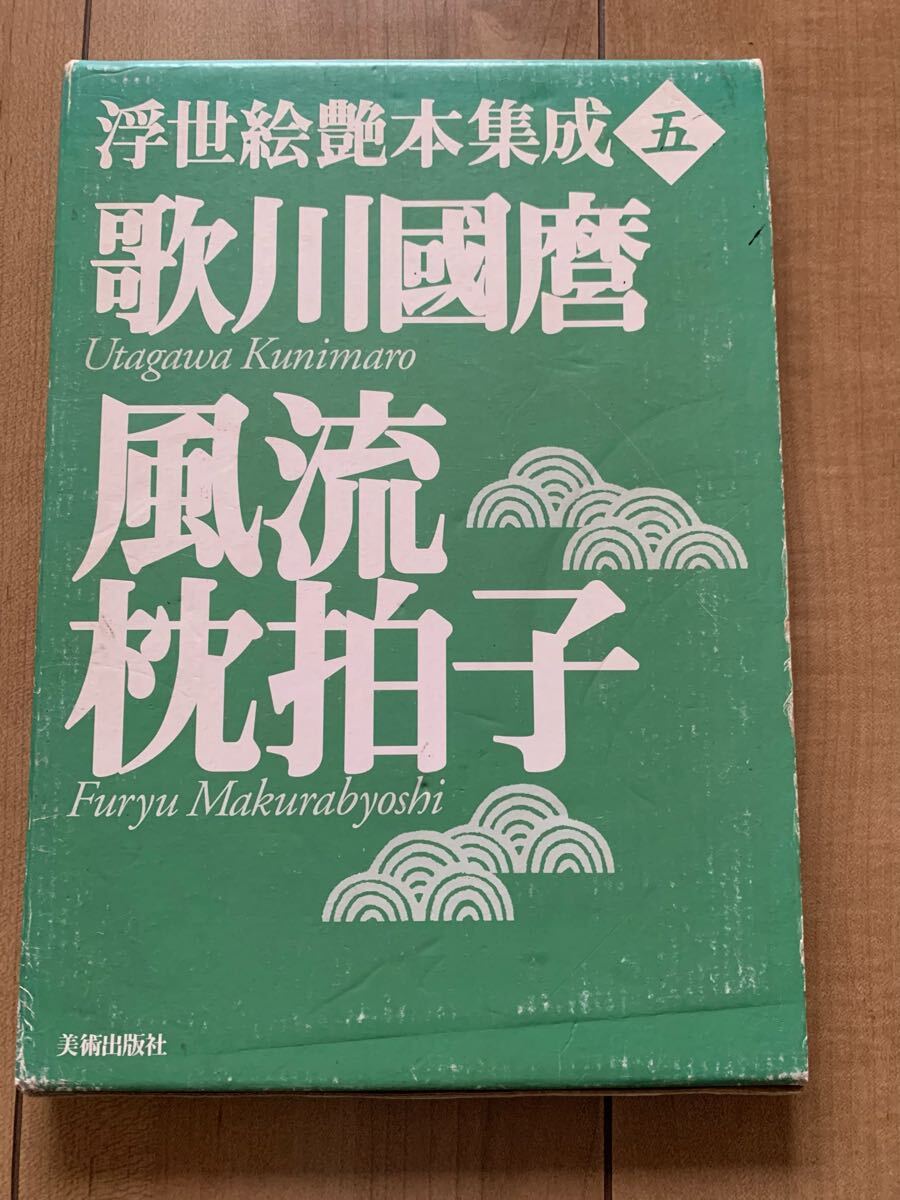 浮世絵艶本集成 五
歌川國麿
Utagawa Kunimaro
風流
枕拍子
Furyu Makurabyoshi
美術出版社